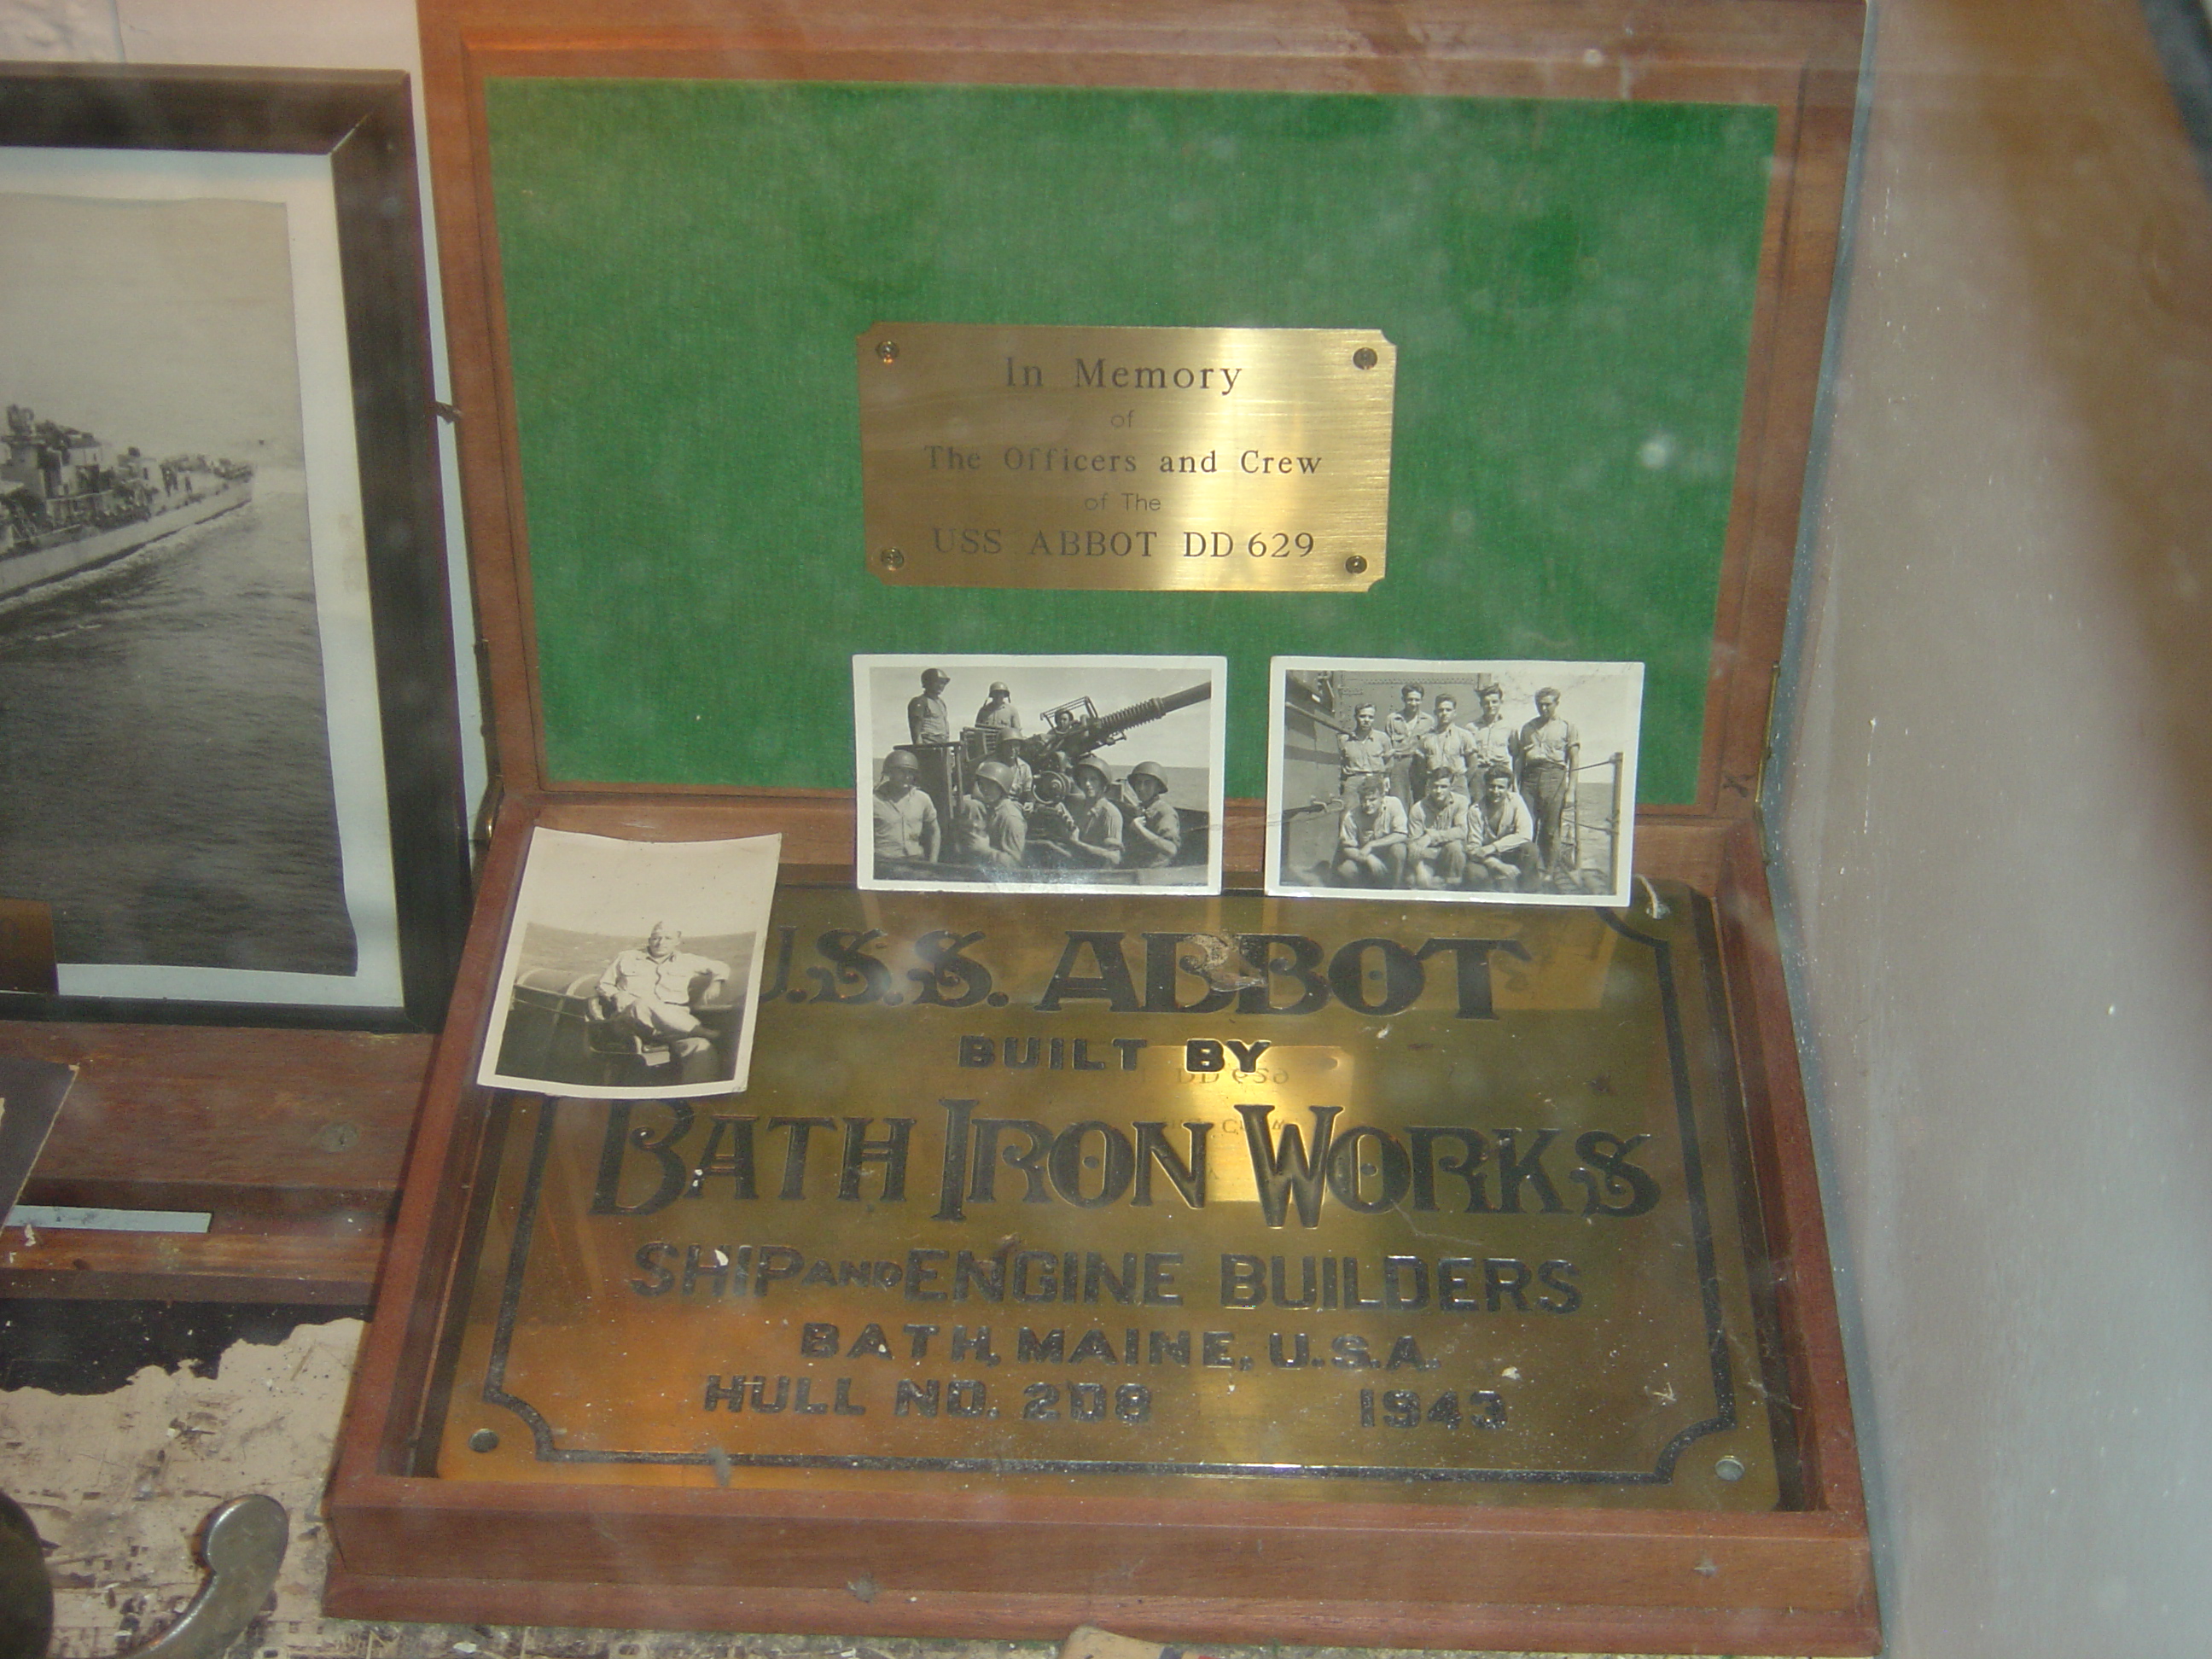 In Memory
of
The Officers and Crew
of The
USS ABBOT DD 629
U.S.S. ABBOT
BUILT BY
BATH IRON WORKS
SHIP AND ENGINE BUILDERS
BATH, MAINE, U.S.A.
HULL NO. 208 1943